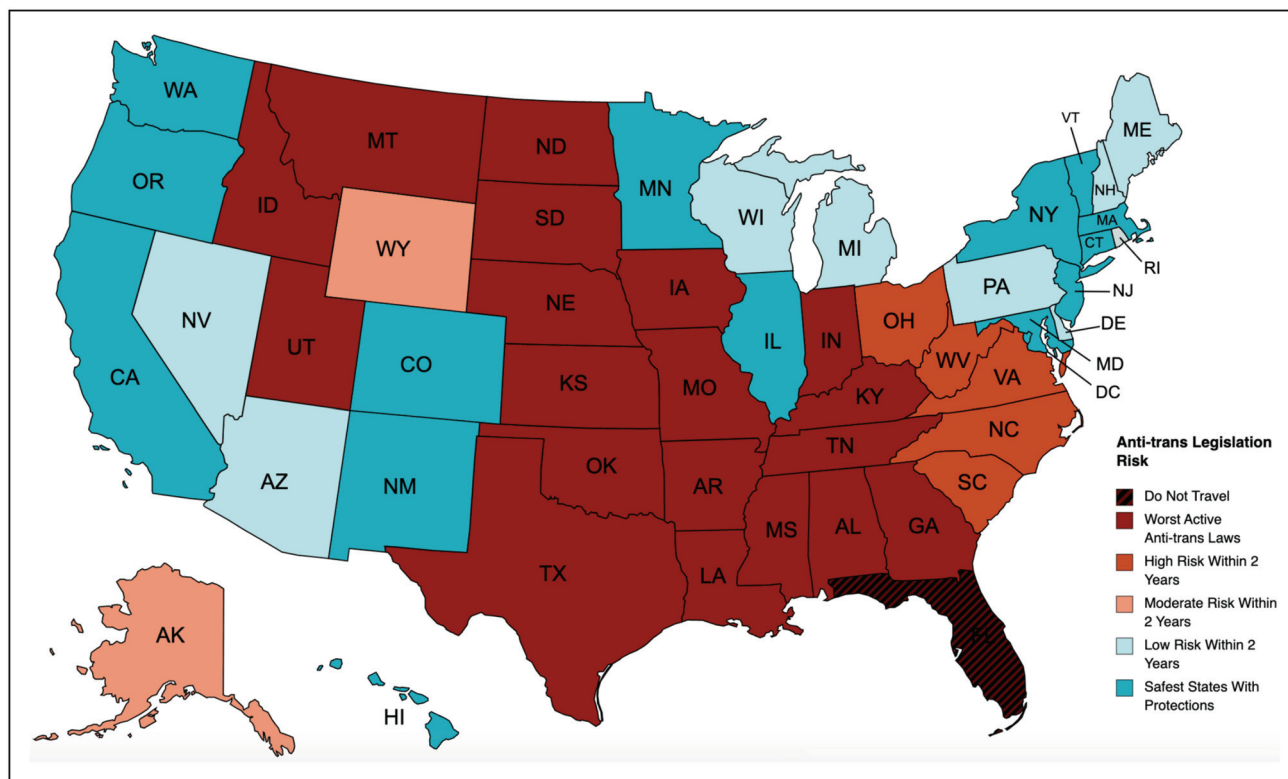 WA
MT
ND
VT
ME
OR
ID
MN
NH
SD
WI
NY
MA
WY
MI
CT
RI
IA
PA
NJ
NE
NV
OH
DE
UT
IL
IN
MD
CO
WV
CA
VA
DC
KS
MO
KY
NC
TN
OK
AZ
NM
AR
SC
MS
AL
GA
TX
LA
FL
AK
HI
Anti-trans Legislation
Risk
Do Not Travel
Worst Active
Anti-trans Laws
High Risk Within 2
Years
Moderate Risk Within
2 Years
Low Risk Within 2
Years
Safest States With
Protections